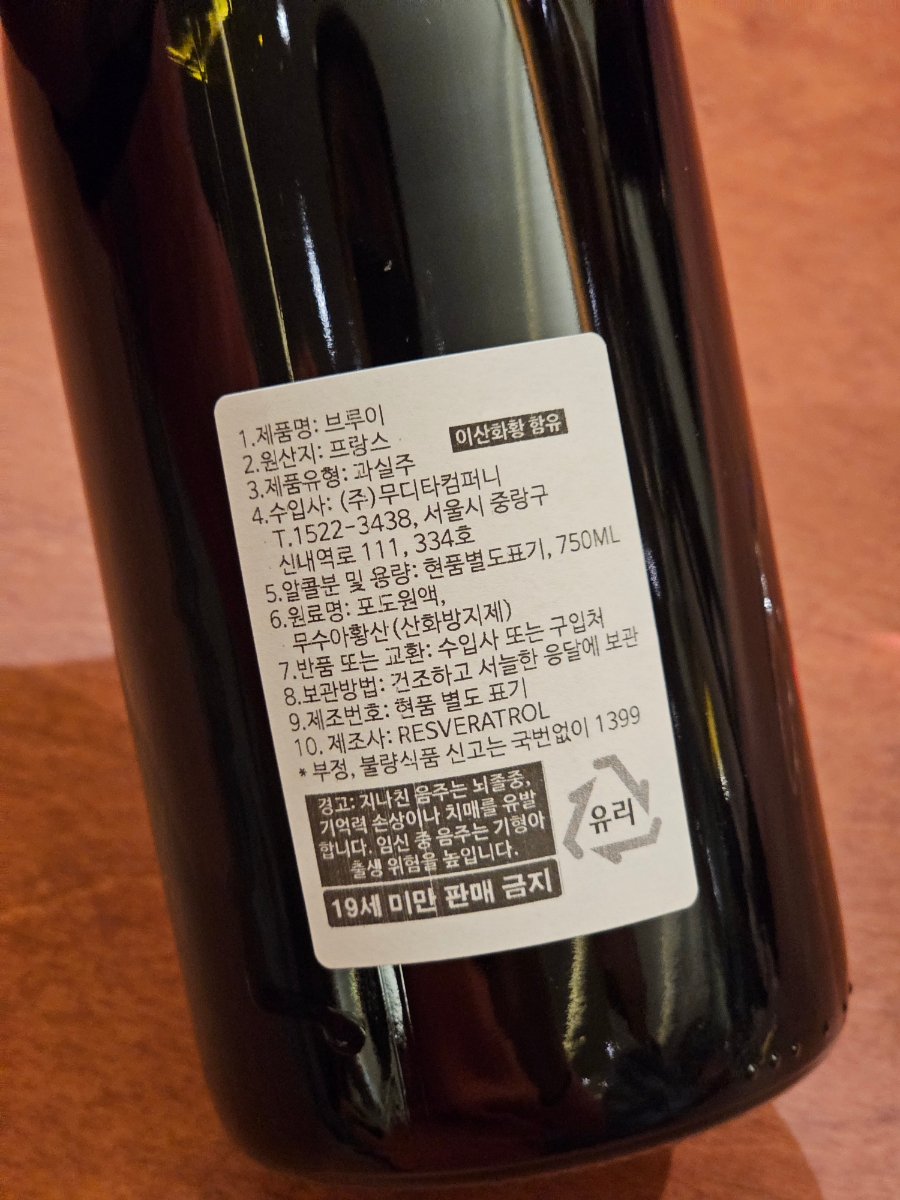 1.제품명: 브루이
이산화황 함유
2.원산지: 프랑스
3.제품유형: 과실주
4.수입사: (주)무디타컴퍼니
T.1522-3438, 서울시 중랑구
신내역로 111, 334호
5.알콜분 및 용량: 현품별도표기, 750ML
6.원료명: 포도원액,
무수아황산(산화방지제)
7.반품 또는 교환: 수입사 또는 구입처
8.보관방법: 건조하고 서늘한 응달에 보관
9.제조번호: 현품 별도 표기
10. 제조사: RESVERATROL
* 부정, 불량식품 신고는 국번없이 1399
경고: 지나친 음주는 뇌졸중,
기억력 손상이나 치매를 유발
합니다. 임신 중 음주는 기형아
출생 위험을 높입니다.
유리
19세 미만 판매 금지